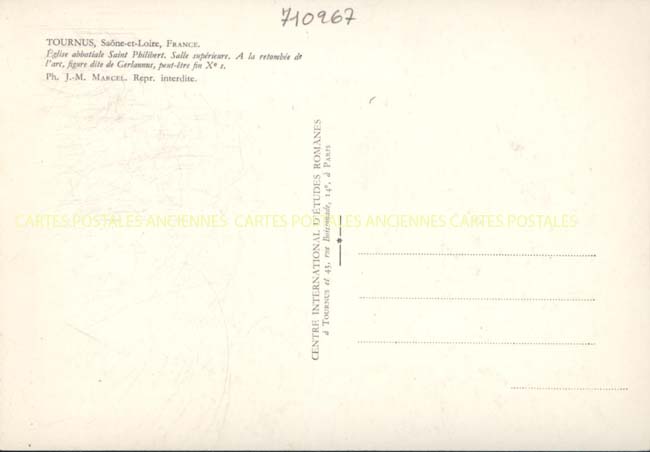 710967
TOURNUS, Saône-et-Loire, FRANCE.
Église abbatiale Saint Philibert. Salle supérieure. A la retombée de
l'arc, figure dite de Gerlannus, peut-être fin Xe s.
Ph. J.-M. MARCEL. Repr. interdite.
CENTRE INTERNATIONAL D'ÉTUDES ROMANES
à TOURNUS et 43, rue Boissonade, 14e, à PARIS
CARTES POSTALES ANCIENNES CARTES POSTALES ANCIENNES CARTES POSTALES